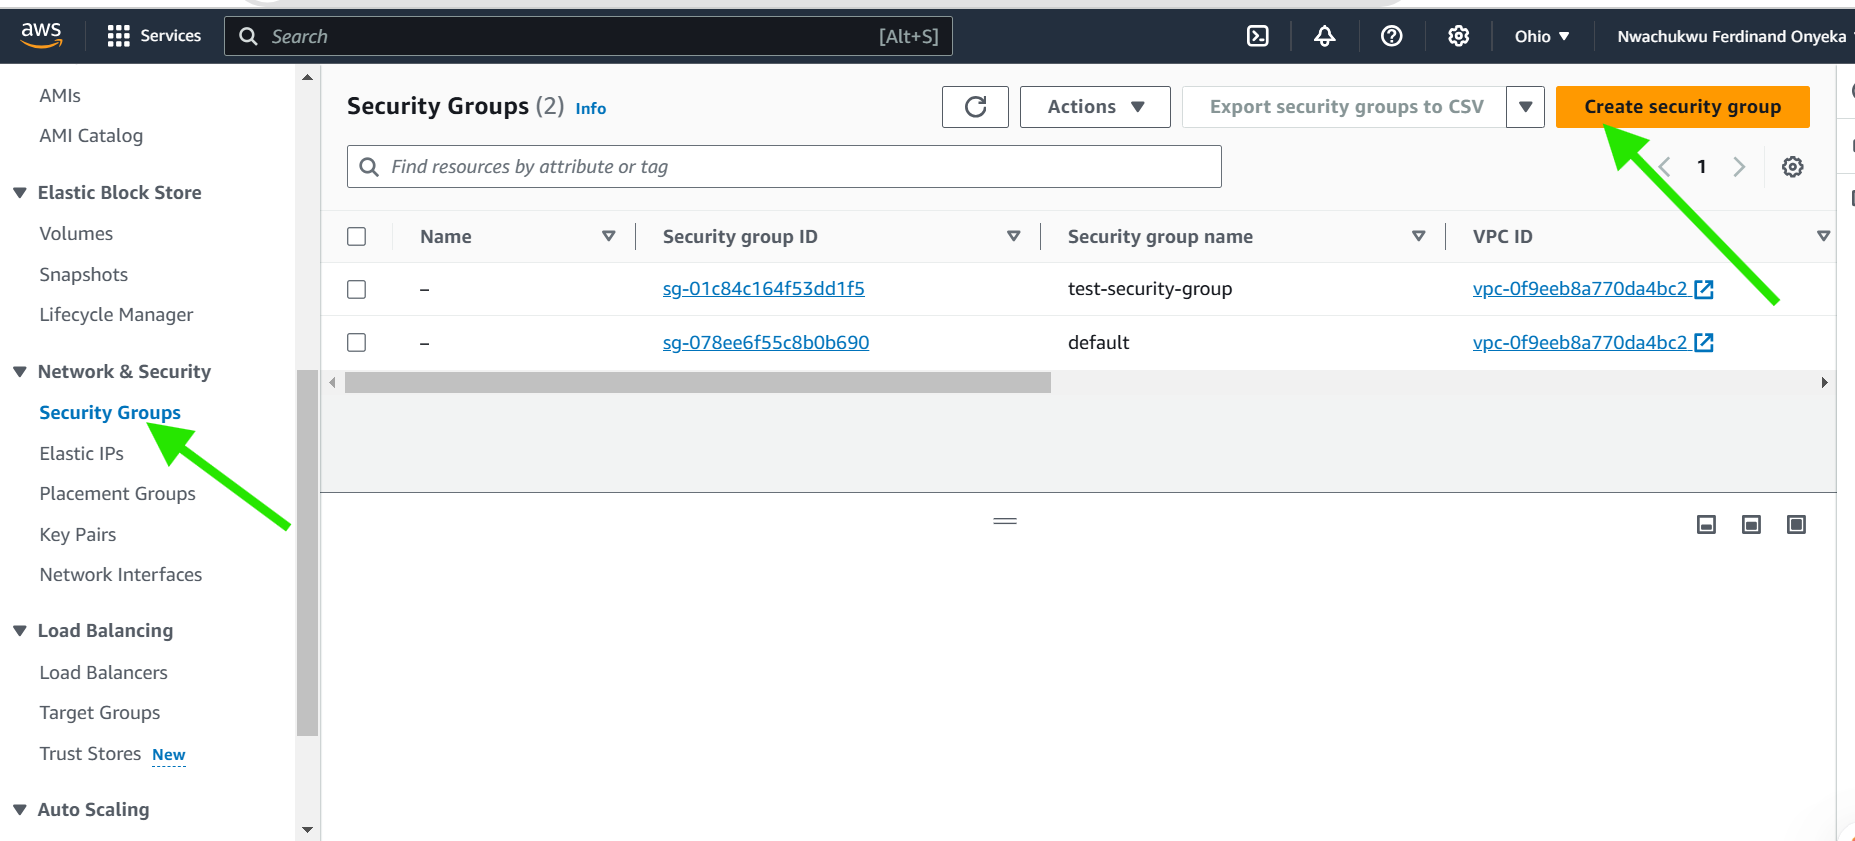 aws
Services
Search
[Alt+S]
Ohio
Nwachukwu Ferdinand Onyeka
AMIs
AMI Catalog
Elastic Block Store
Volumes
Snapshots
Lifecycle Manager
Network & Security
Security Groups
Elastic IPs
Placement Groups
Key Pairs
Network Interfaces
Load Balancing
Load Balancers
Target Groups
Trust Stores New
Auto Scaling
Security Groups (2) Info
Actions
Export security groups to CSV
Create security group
Find resources by attribute or tag
1
Name Security group ID Security group name VPC ID
– sg-01c84c164f53dd1f5 test-security-group vpc-0f9eeb8a770da4bc2
– sg-078ee6f55c8b0b690 default vpc-0f9eeb8a770da4bc2